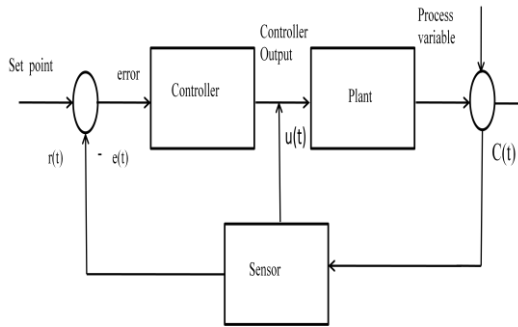 Process
variable
Controller
Output
Set point
error
Controller
Plant
r(t)
-
e(t)
u(t)
C(t)
Sensor